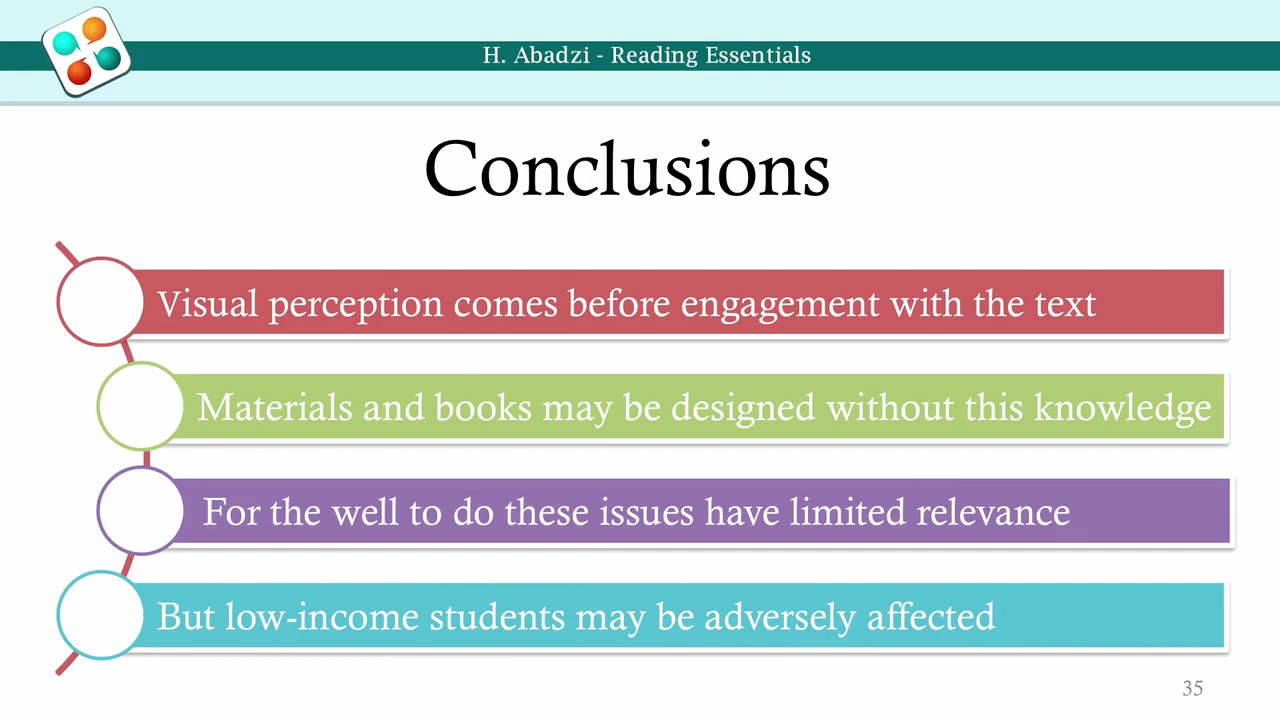 H. Abadzi - Reading Essentials
Conclusions
Visual perception comes before engagement with the text
Materials and books may be designed without this knowledge
For the well to do these issues have limited relevance
But low-income students may be adversely affected
35